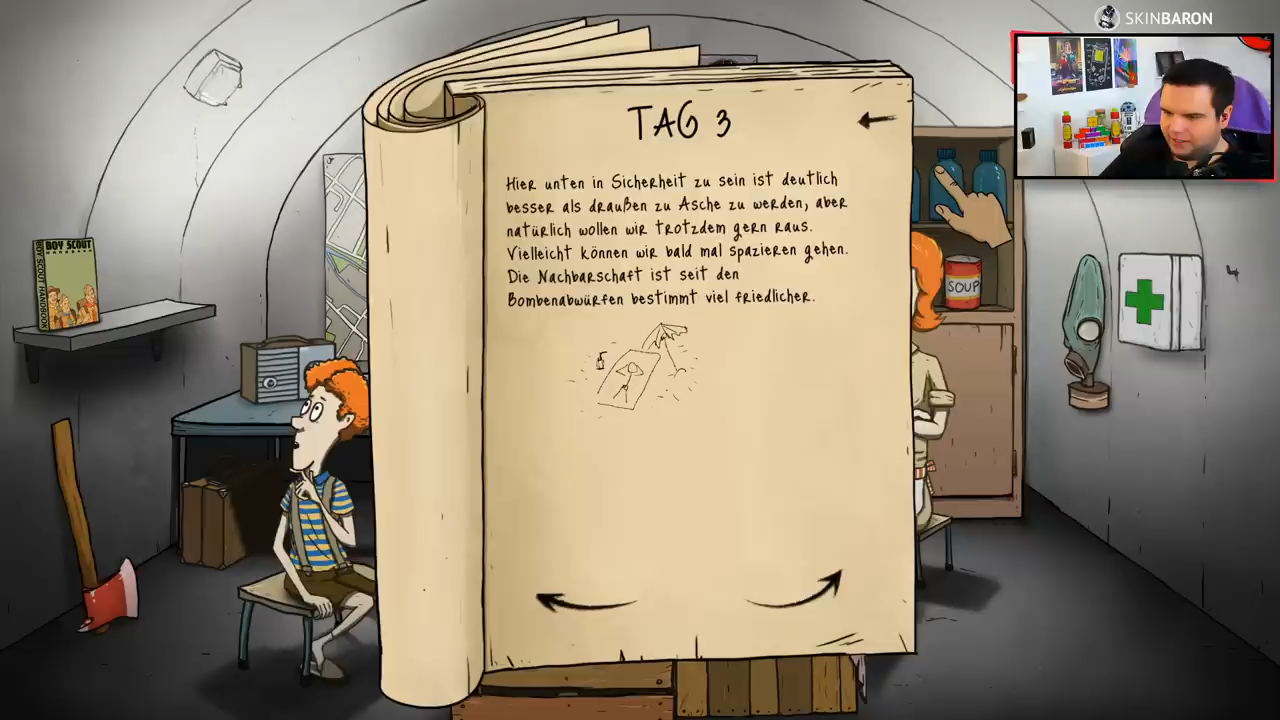 SKINBARON
TAG 3
Hier unten in Sicherheit zu sein ist deutlich
besser als draußen zu Asche zu werden, aber
natürlich wollen wir trotzdem gern raus.
Vielleicht können wir bald mal spazieren gehen.
Die Nachbarschaft ist seit den
Bombenabwürfen bestimmt viel friedlicher.
BOY SCOUT
BOY SCOUT HANDBOOK
SOUP